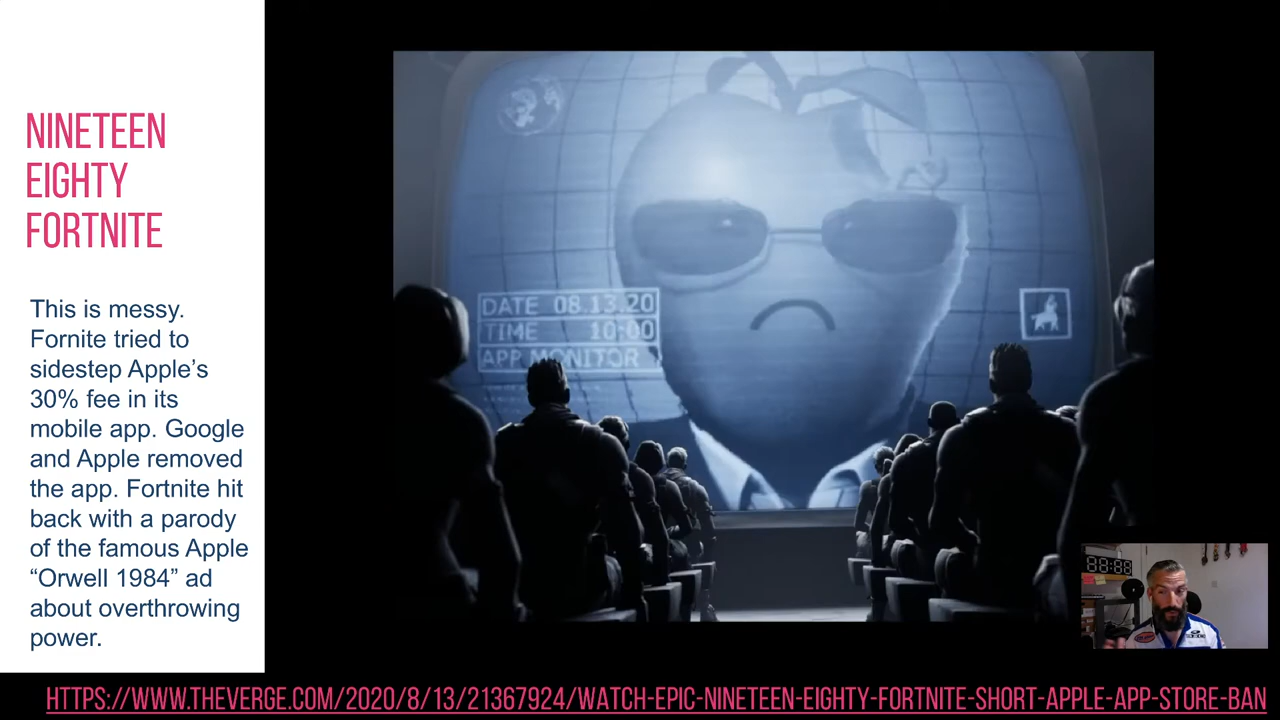 NINETEEN
EIGHTY
FORTNITE
This is messy.
Fornite tried to
sidestep Apple's
30% fee in its
mobile app. Google
and Apple removed
the app. Fortnite hit
back with a parody
of the famous Apple
“Orwell 1984” ad
about overthrowing
power.
DATE 08.13.20
TIME 10:00
APP MONITOR
00:00
HTTPS://WWW.THEVERGE.COM/2020/8/13/21367924/WATCH-EPIC-NINETEEN-EIGHTY-FORTNITE-SHORT-APPLE-APP-STORE-BAN